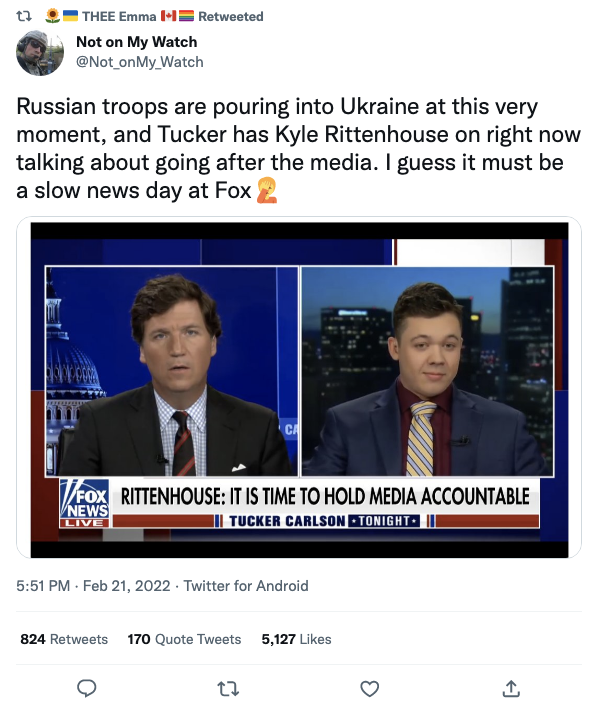 THEE Emma Retweeted
Not on My Watch
@Not_onMy_Watch
Russian troops are pouring into Ukraine at this very
moment, and Tucker has Kyle Rittenhouse on right now
talking about going after the media. I guess it must be
a slow news day at Fox 🤦
CA
FOX
NEWS
LIVE
RITTENHOUSE: IT IS TIME TO HOLD MEDIA ACCOUNTABLE
TUCKER CARLSON • TONIGHT •
5:51 PM · Feb 21, 2022 · Twitter for Android
824 Retweets 170 Quote Tweets 5,127 Likes